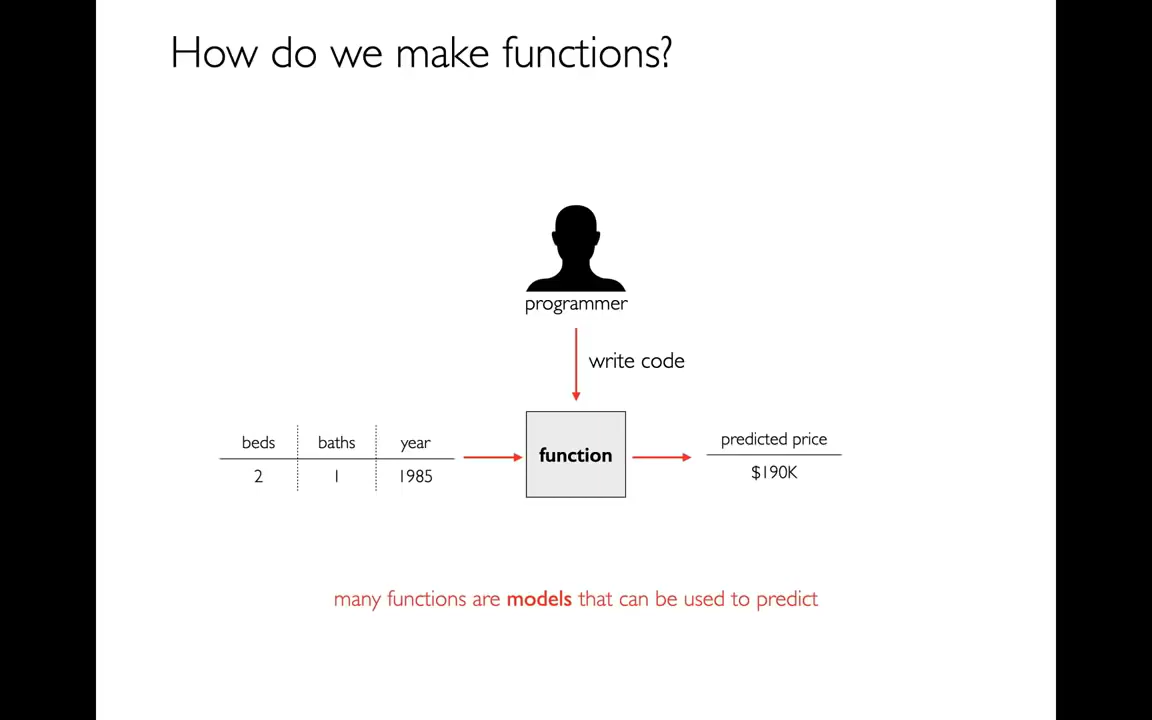 How do we make functions?
programmer
write code
beds baths year
2 1 1985
function
predicted price
$190K
many functions are models that can be used to predict